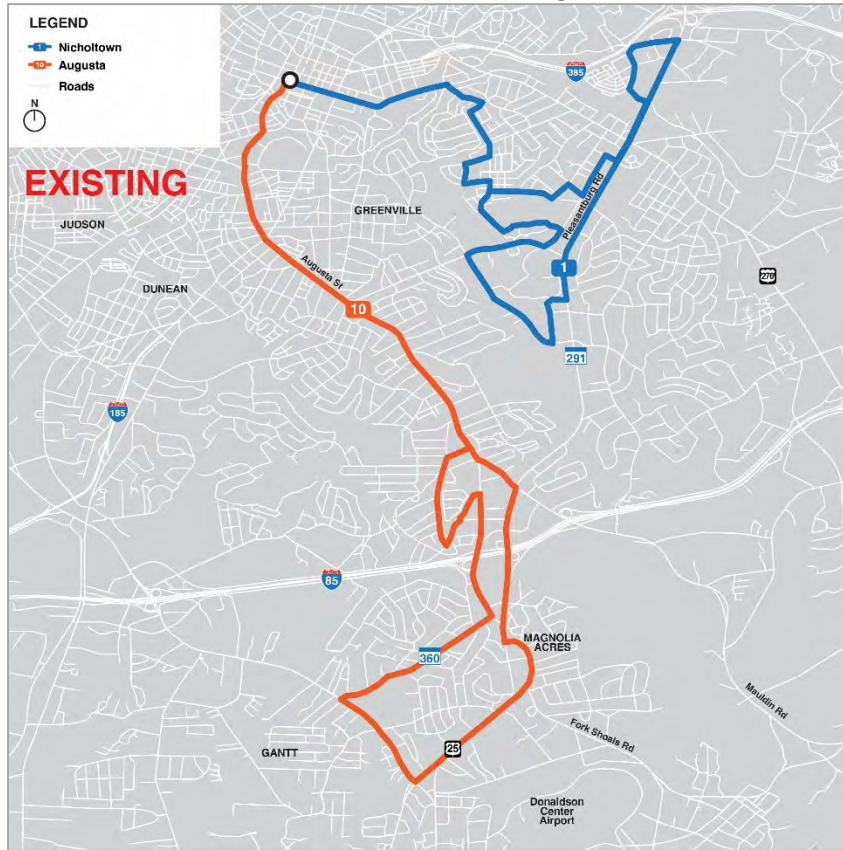 LEGEND
1 Nicholtown
10 Augusta
Roads
N
EXISTING
385
GREENVILLE
JUDSON
Pleasantburg Rd
Augusta St
1
276
DUNEAN
10
291
185
85
MAGNOLIA
ACRES
360
Mauldin Rd
Fork Shoals Rd
25
GANTT
Donaldson
Center
Airport